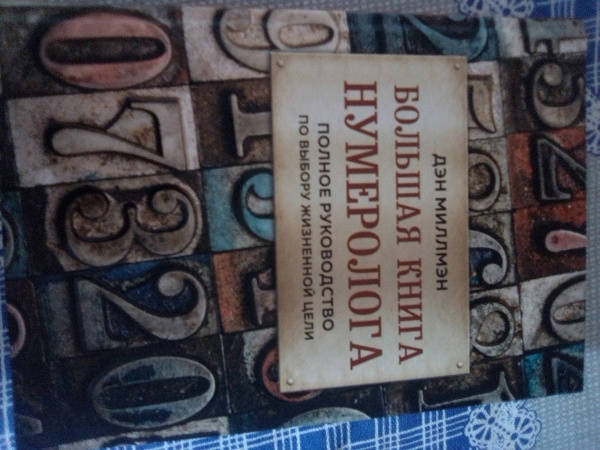 ДЭН МИЛЛМЭН
БОЛЬШАЯ КНИГА
НУМЕРОЛОГА
ПОЛНОЕ РУКОВОДСТВО
ПО ВЫБОРУ ЖИЗНЕННОЙ ЦЕЛИ